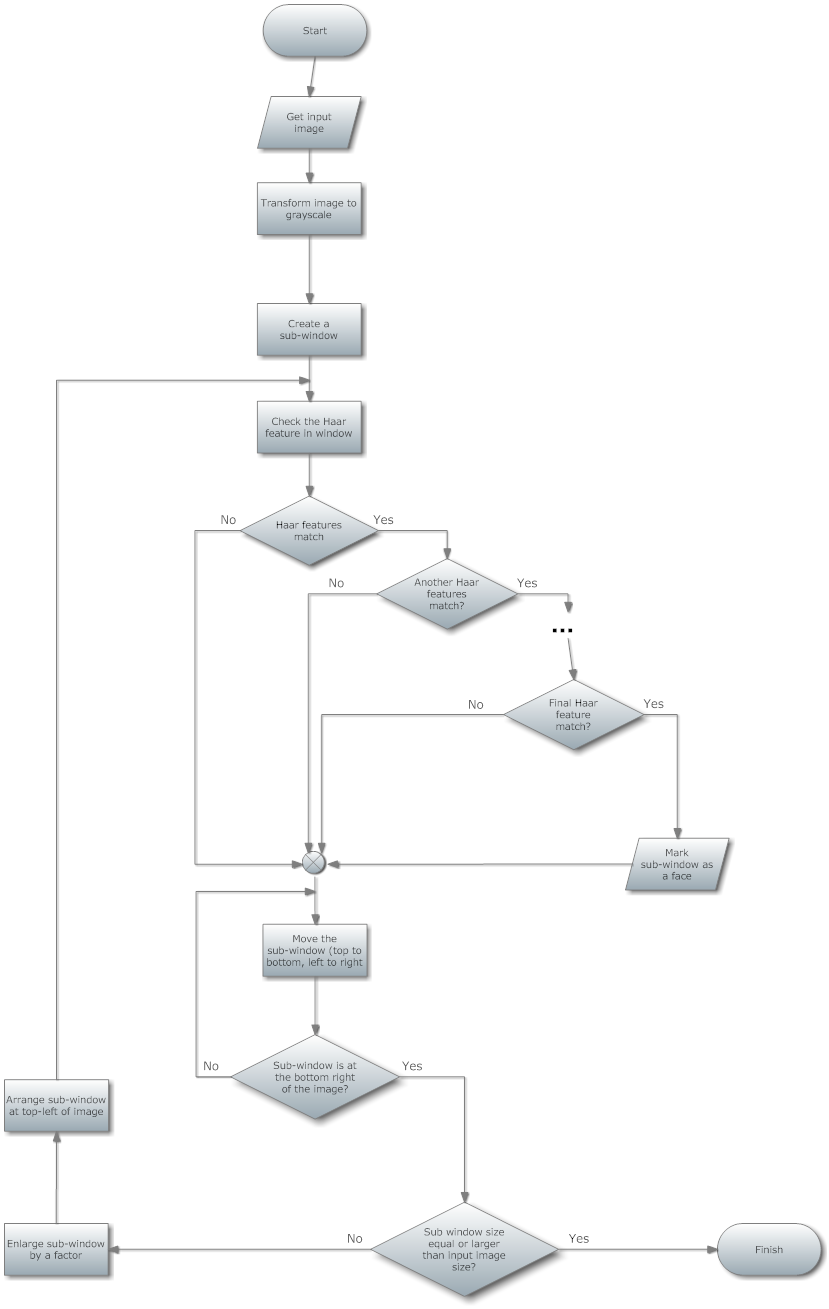 Start
Get input
image
Transform image to
grayscale
Create a
sub-window
Check the Haar
feature in window
No
Haar features
match
Yes
No
Another Haar
features
match?
Yes
...
No
Final Haar
feature
match?
Yes
Mark
sub-window as
a face
Move the
sub-window (top to
bottom, left to right
No
Sub-window is at
the bottom right
of the image?
Yes
Arrange sub-window
at top-left of image
Enlarge sub-window
by a factor
No
Sub window size
equal or larger
than input image
size?
Yes
Finish